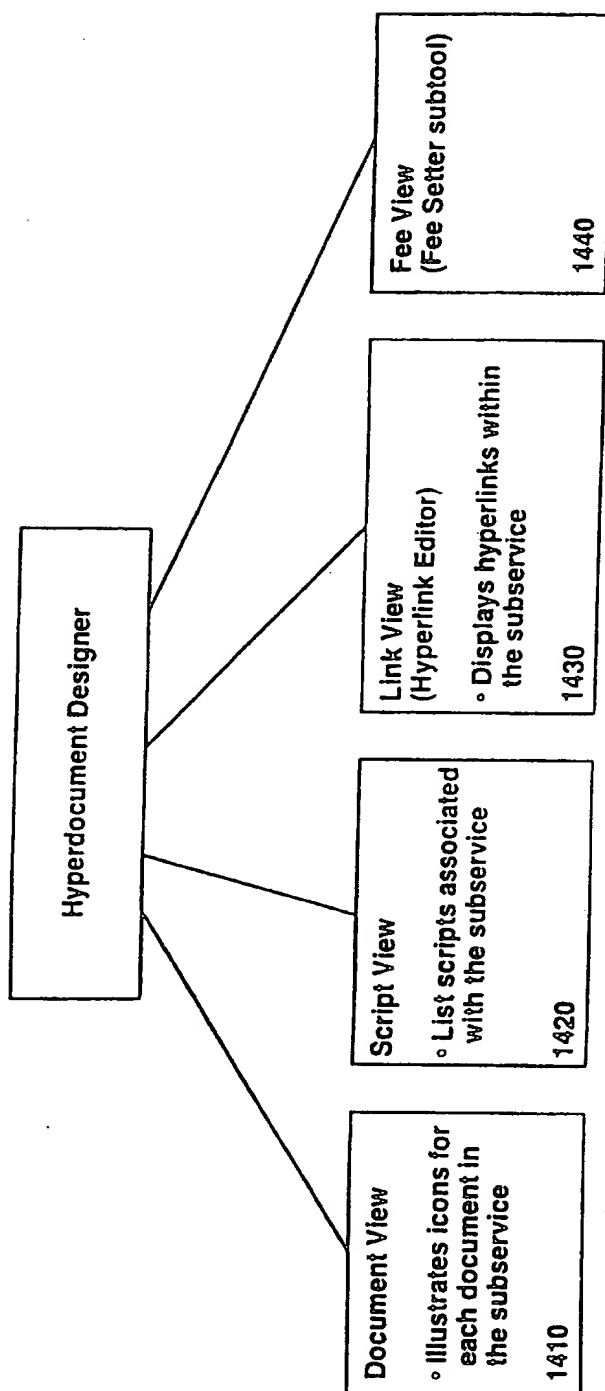 Hyperdocument Designer
Document View
° Illustrates icons for
each document in
the subservice
1410
Script View
° List scripts associated
with the subservice
1420
Link View
(Hyperlink Editor)
° Displays hyperlinks within
the subservice
1430
Fee View
(Fee Setter subtool)
1440